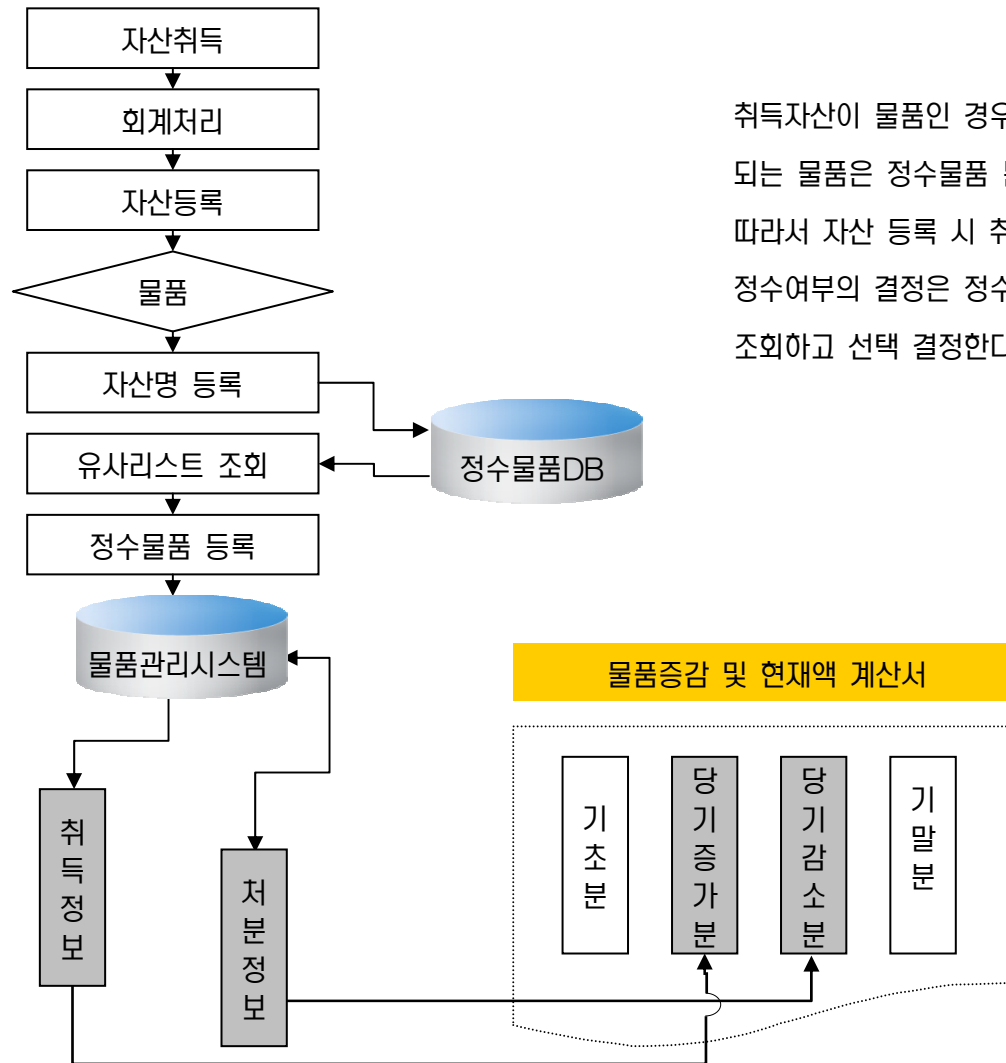 자산취득
회계처리
자산등록
물품
자산명 등록
유사리스트 조회
정수물품DB
정수물품 등록
물품관리시스템
취득정보
처분정보
취득자산이 물품인 경우
되는 물품은 정수물품
따라서 자산 등록 시
정수여부의 결정은 정수
조회하고 선택 결정한다
물품증감 및 현재액 계산서
기초분
당기증가분
당기감소분
기말분